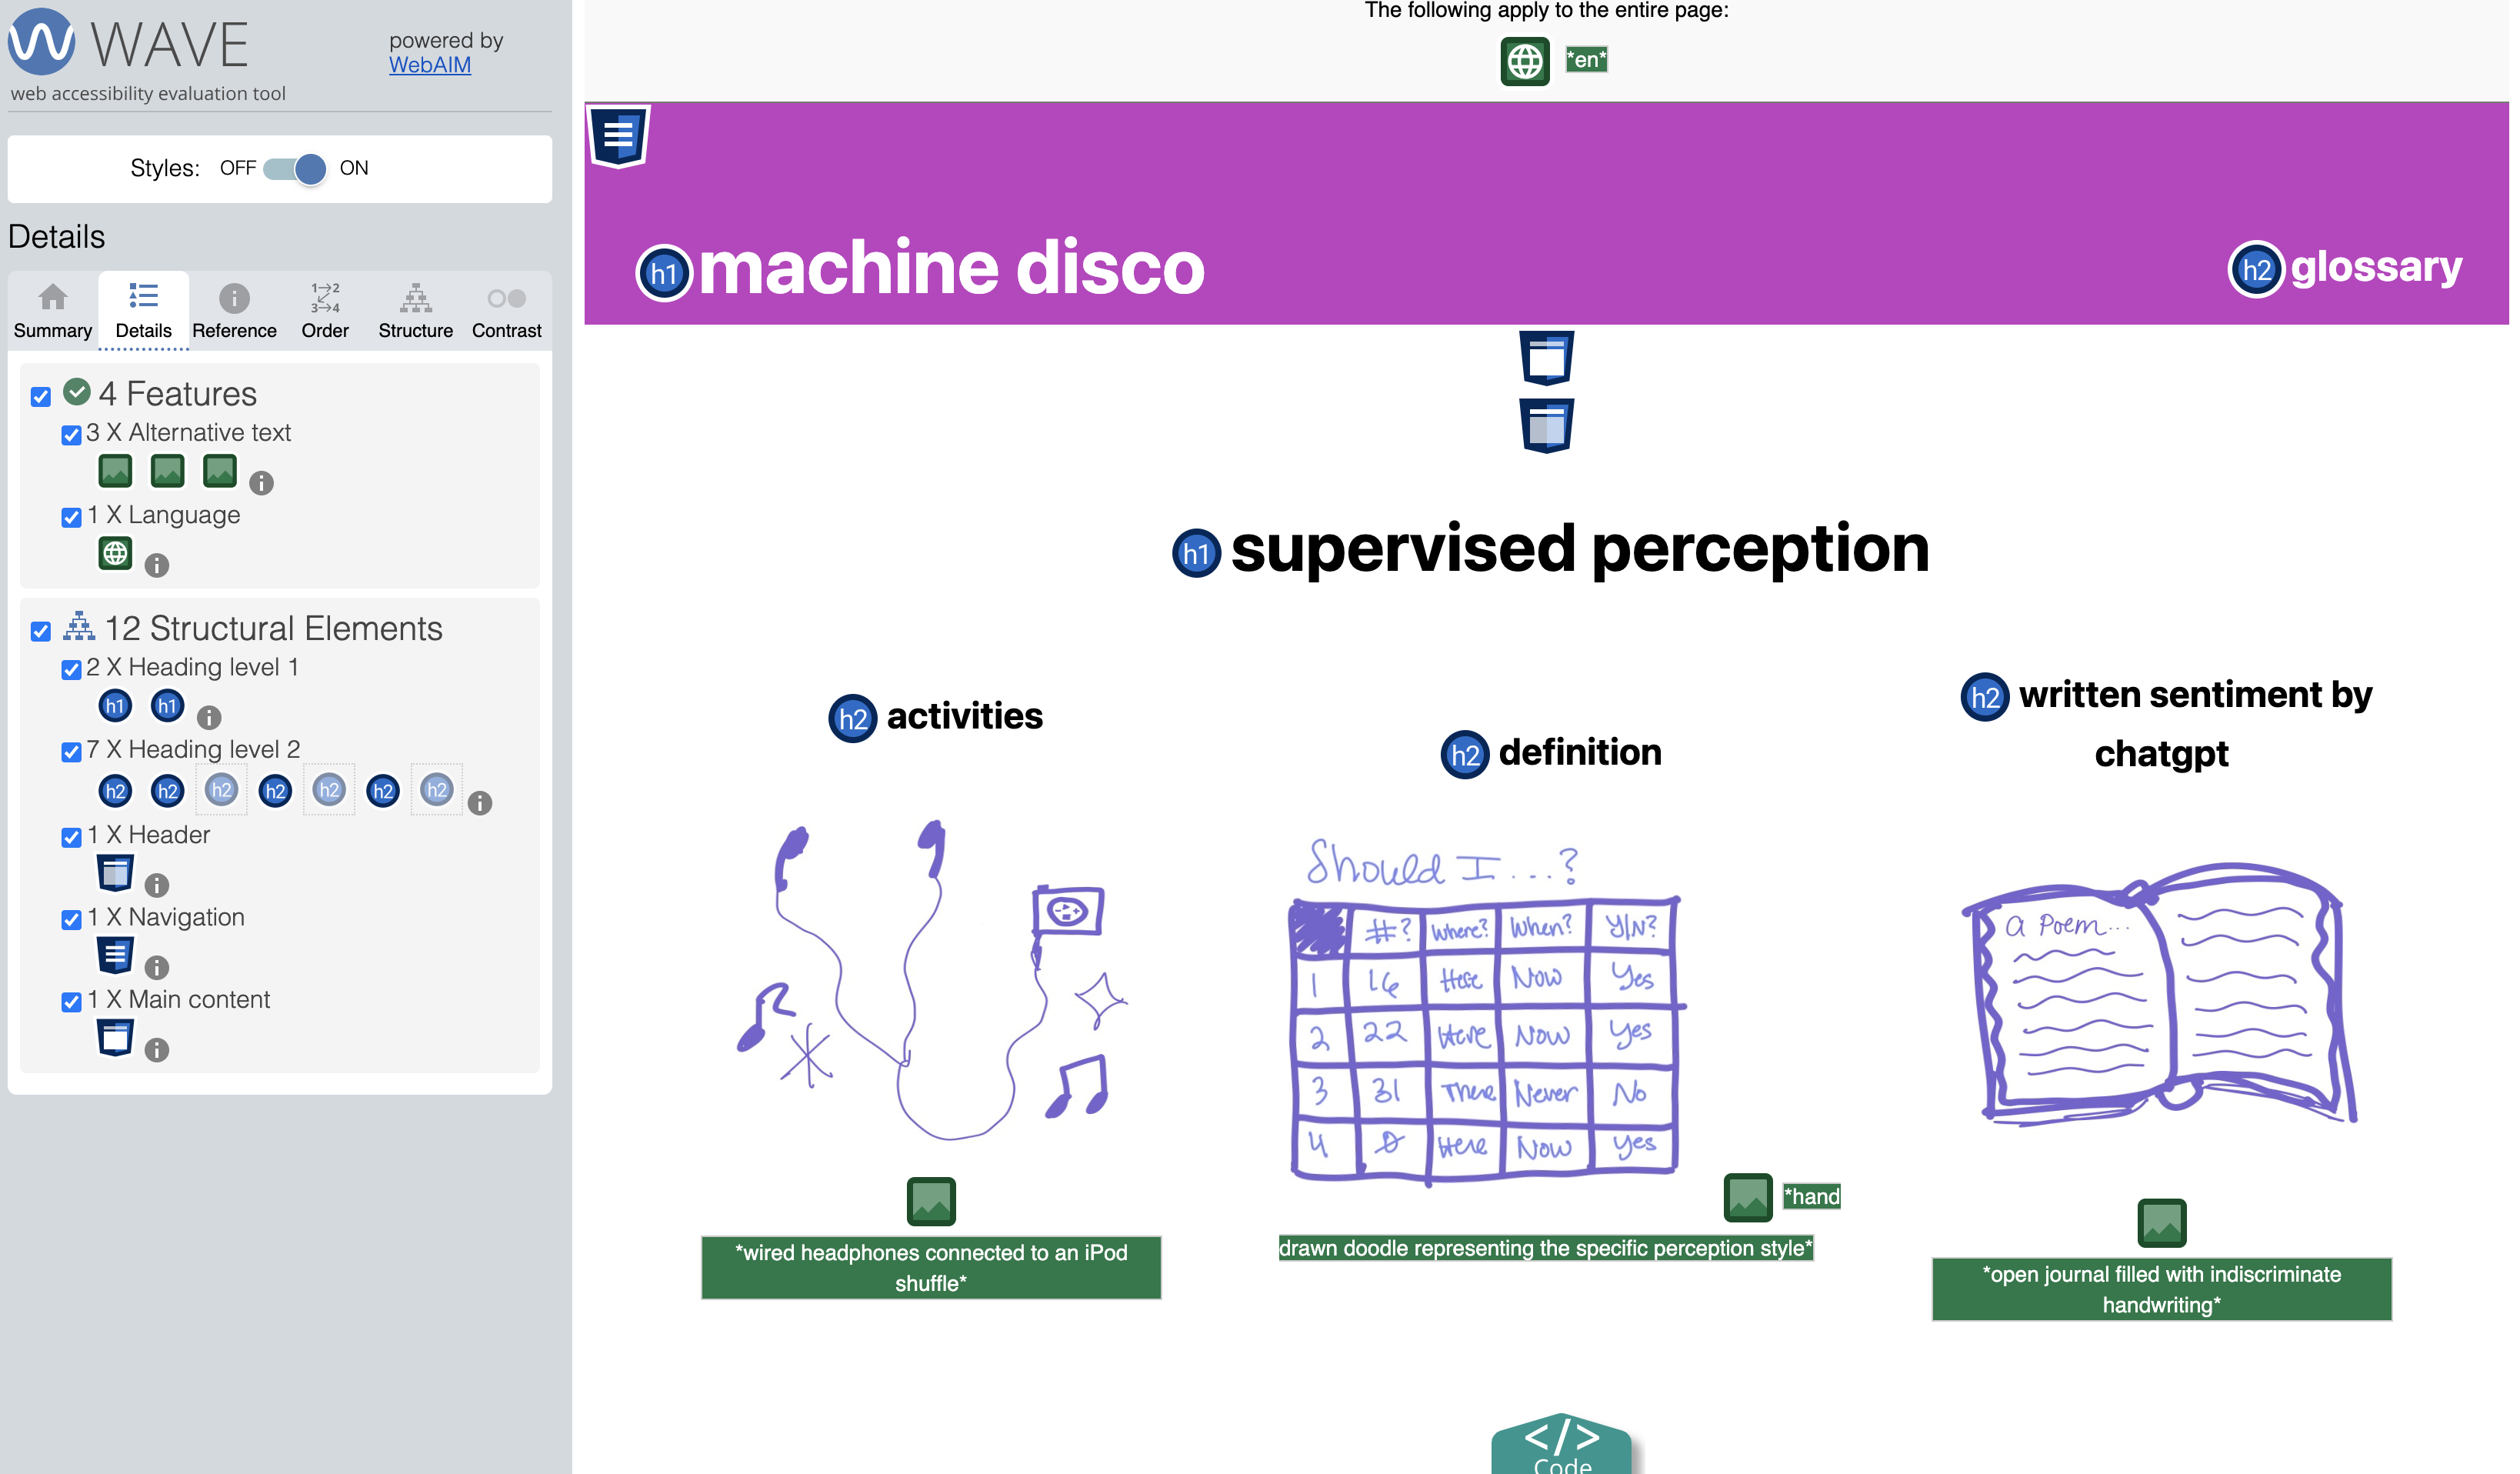 WAVE
powered by
WebAIM
web accessibility evaluation tool
Styles: OFF ON
Details
Summary Details Reference Order Structure Contrast
1→2
3→4
4 Features
3 X Alternative text
1 X Language
12 Structural Elements
2 X Heading level 1
h1 h1
7 X Heading level 2
h2 h2 h2 h2 h2 h2 h2
1 X Header
1 X Navigation
1 X Main content
The following apply to the entire page:
*en*
h1 machine disco
h2 glossary
h1 supervised perception
h2 activities
*wired headphones connected to an iPod
shuffle*
h2 definition
Should I...?
#? Where? When? Y/N?
1 16 Here Now Yes
2 22 Here Now Yes
3 31 There Never No
4 0 Here Now Yes
*hand
drawn doodle representing the specific perception style*
h2 written sentiment by
chatgpt
a Poem...
*open journal filled with indiscriminate
handwriting*
</>
Code